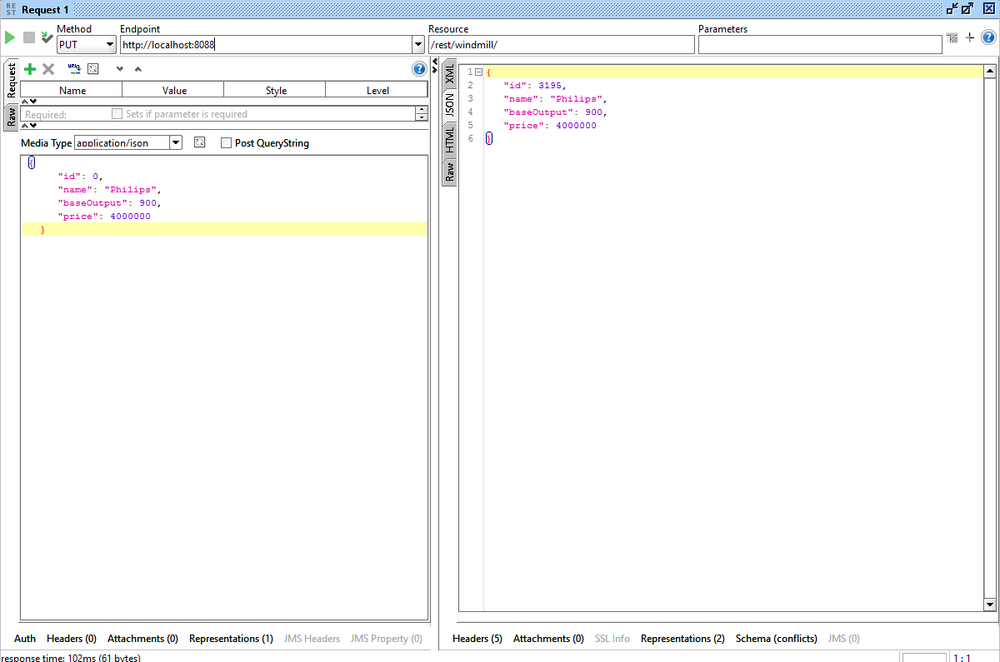 RE ST Request 1
Method Endpoint Resource Parameters
PUT http://localhost:8088 /rest/windmill/
Request
Raw
URL
Name Value Style Level
Required: Sets if parameter is required
Media Type application/json Post QueryString
{
"id": 0,
"name": "Philips",
"baseOutput": 900,
"price": 4000000
}
XML
JSON
HTML
Raw
1 {
2 "id": 3195,
3 "name": "Philips",
4 "baseOutput": 900,
5 "price": 4000000
6 }
Auth Headers (0) Attachments (0) Representations (1) JMS Headers JMS Property (0)
Headers (5) Attachments (0) SSL Info Representations (2) Schema (conflicts) JMS (0)
response time: 102ms (61 bytes) 1 : 1